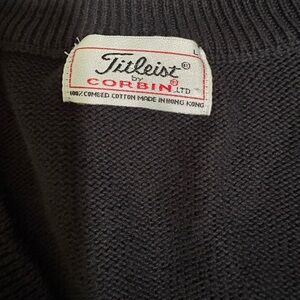 Titleist®
by
CORBIN® LTD
100% COMBED COTTON MADE IN HONG KONG
L